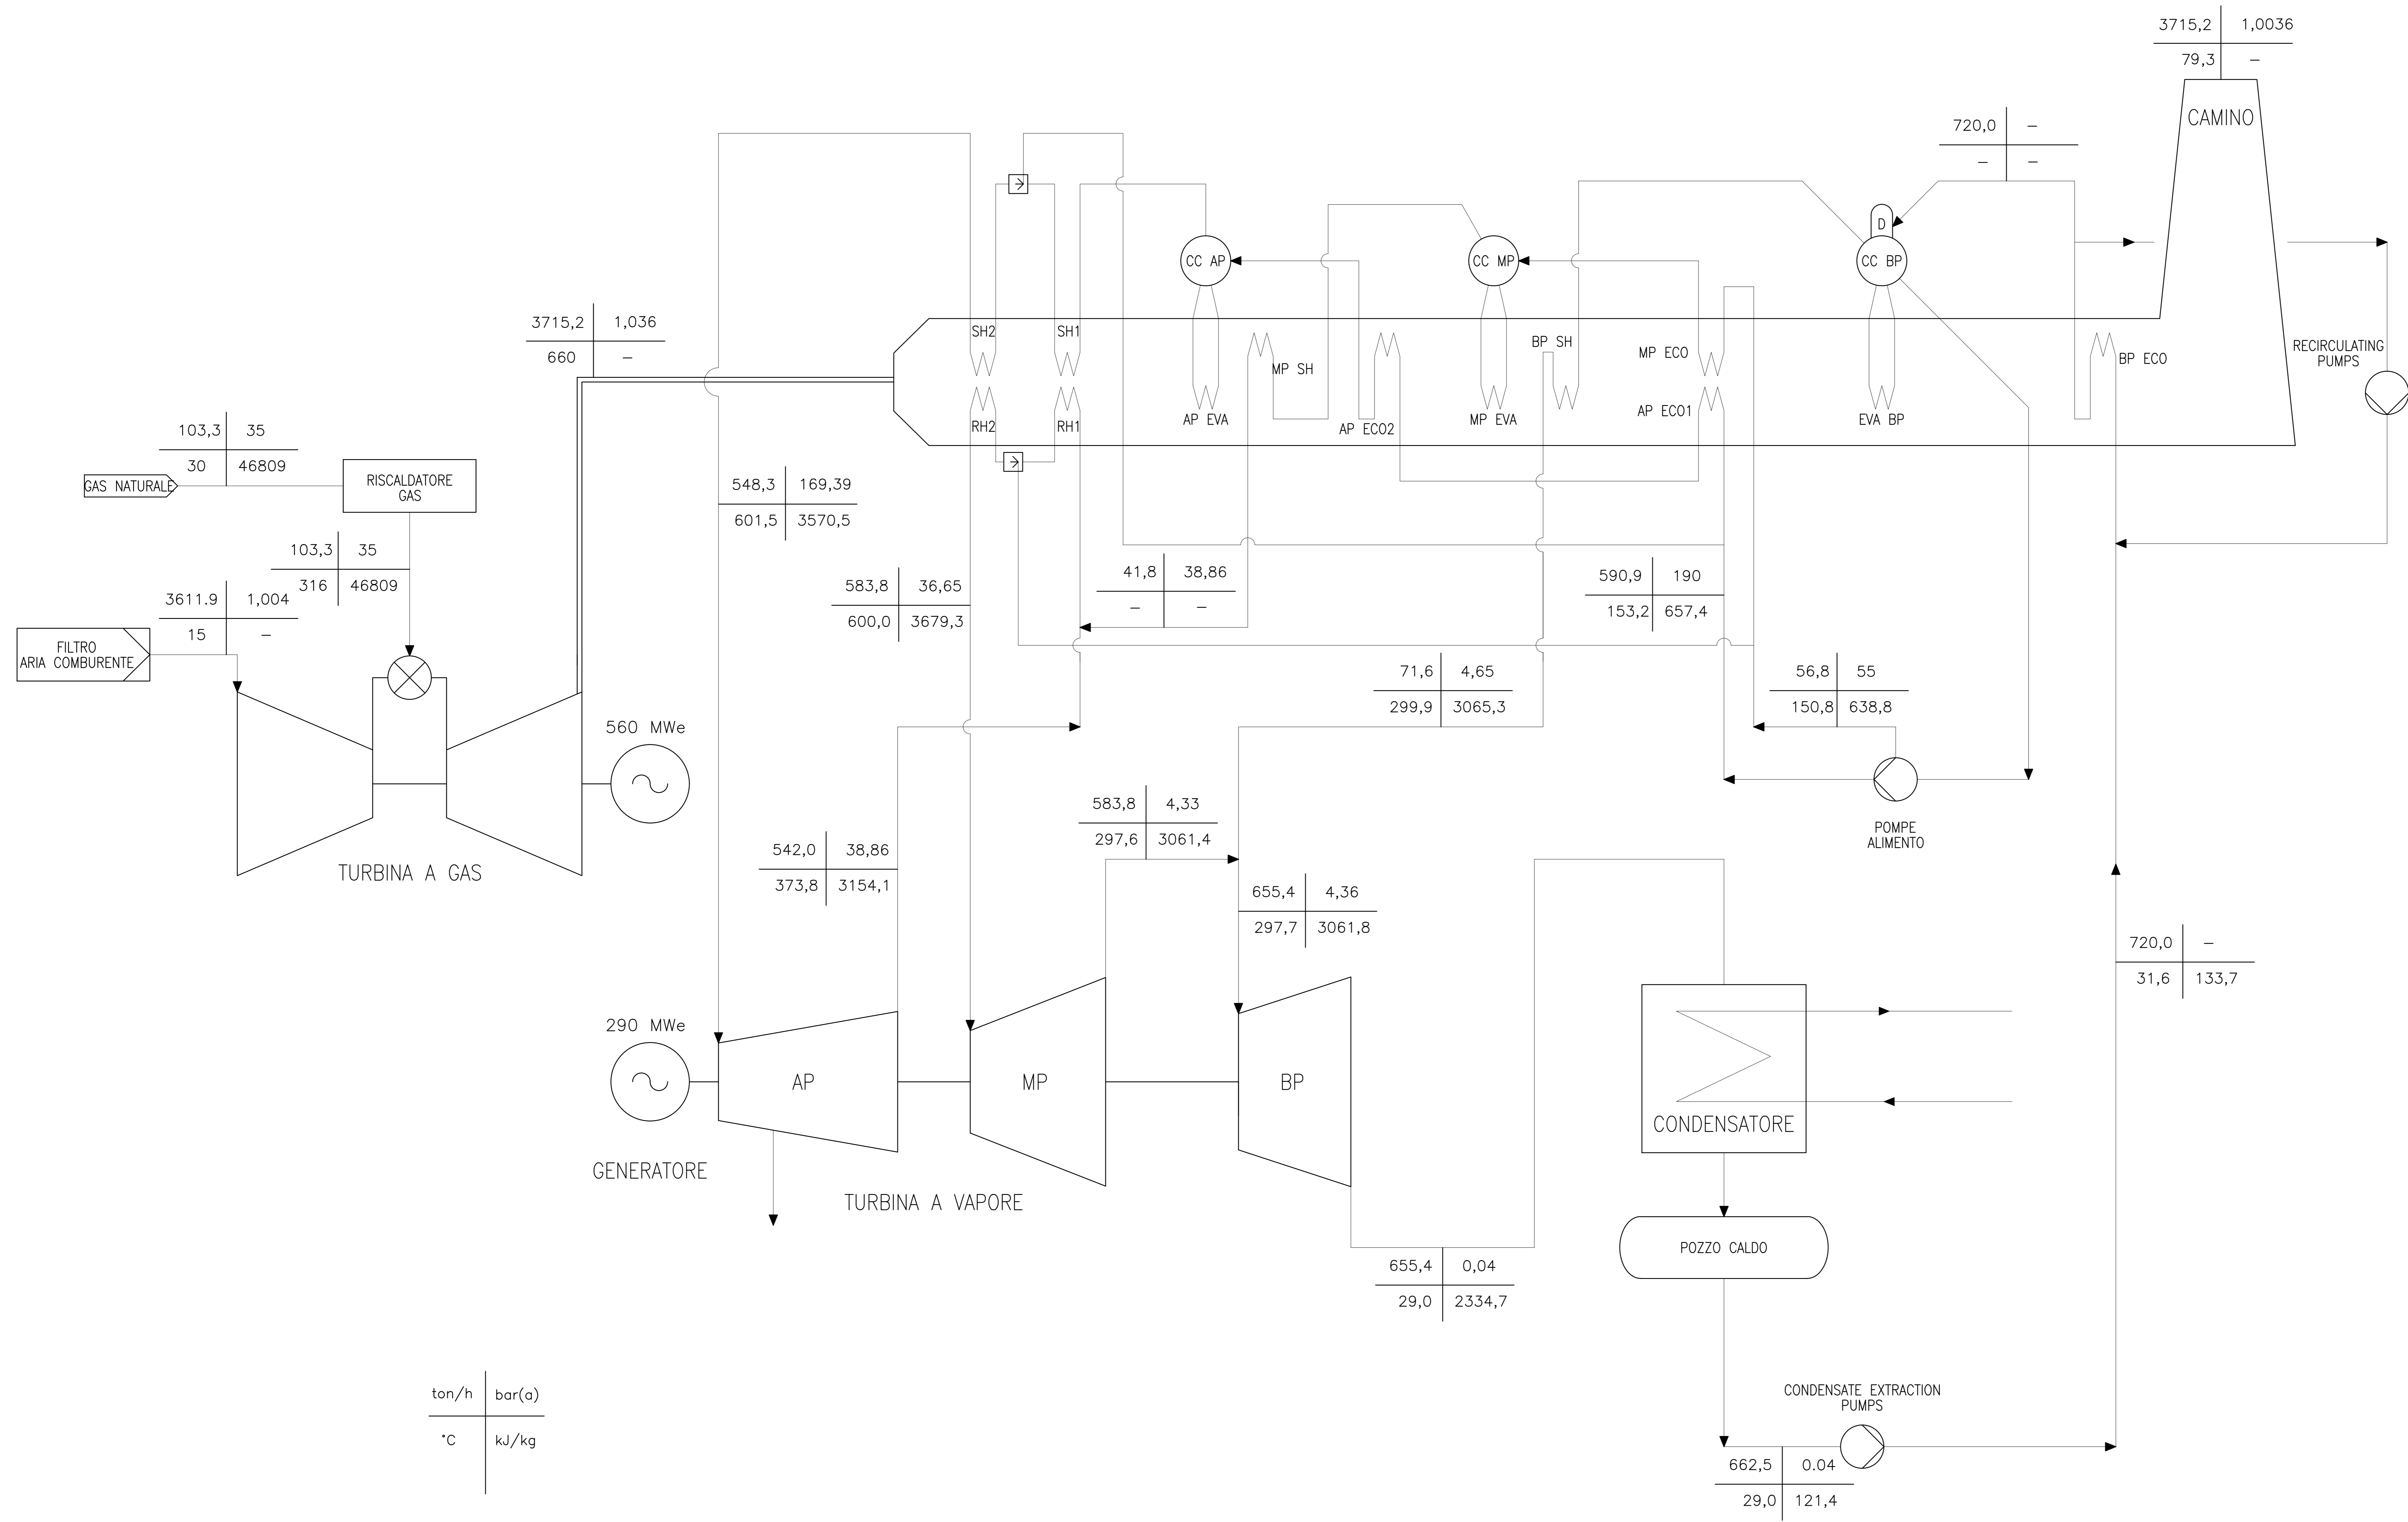 3715,2 1,0036
79,3 –
CAMINO
720,0 –
– –
D
CC AP
CC MP
CC BP
3715,2 1,036
660 –
SH2
SH1
MP SH
BP SH
MP ECO
BP ECO
RECIRCULATING
PUMPS
RH2
RH1
AP EVA
AP ECO2
MP EVA
AP ECO1
EVA BP
103,3 35
30 46809
GAS NATURALE
RISCALDATORE
GAS
548,3 169,39
601,5 3570,5
103,3 35
316 46809
583,8 36,65
600,0 3679,3
41,8 38,86
– –
590,9 190
153,2 657,4
3611.9 1,004
15 –
FILTRO
ARIA COMBURENTE
71,6 4,65
299,9 3065,3
56,8 55
150,8 638,8
560 MWe
POMPE
ALIMENTO
583,8 4,33
297,6 3061,4
542,0 38,86
373,8 3154,1
TURBINA A GAS
655,4 4,36
297,7 3061,8
720,0 –
31,6 133,7
290 MWe
AP
MP
BP
CONDENSATORE
GENERATORE
TURBINA A VAPORE
POZZO CALDO
655,4 0,04
29,0 2334,7
ton/h bar(a)
°C kJ/kg
CONDENSATE EXTRACTION
PUMPS
662,5 0.04
29,0 121,4